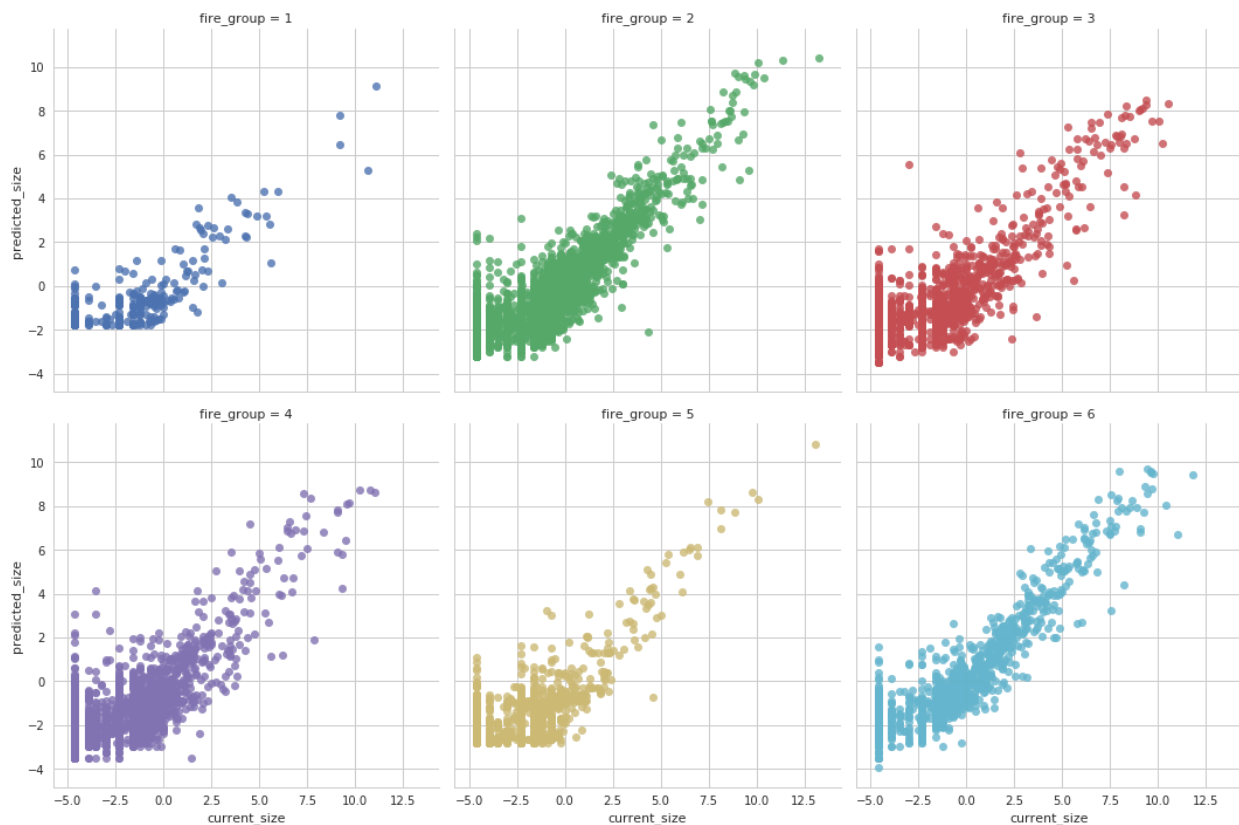 fire_group = 1
fire_group = 2
fire_group = 3
predicted_size
10
8
6
4
2
0
−2
−4
fire_group = 4
fire_group = 5
fire_group = 6
predicted_size
10
8
6
4
2
0
−2
−4
−5.0 −2.5 0.0 2.5 5.0 7.5 10.0 12.5
−5.0 −2.5 0.0 2.5 5.0 7.5 10.0 12.5
−5.0 −2.5 0.0 2.5 5.0 7.5 10.0 12.5
current_size
current_size
current_size